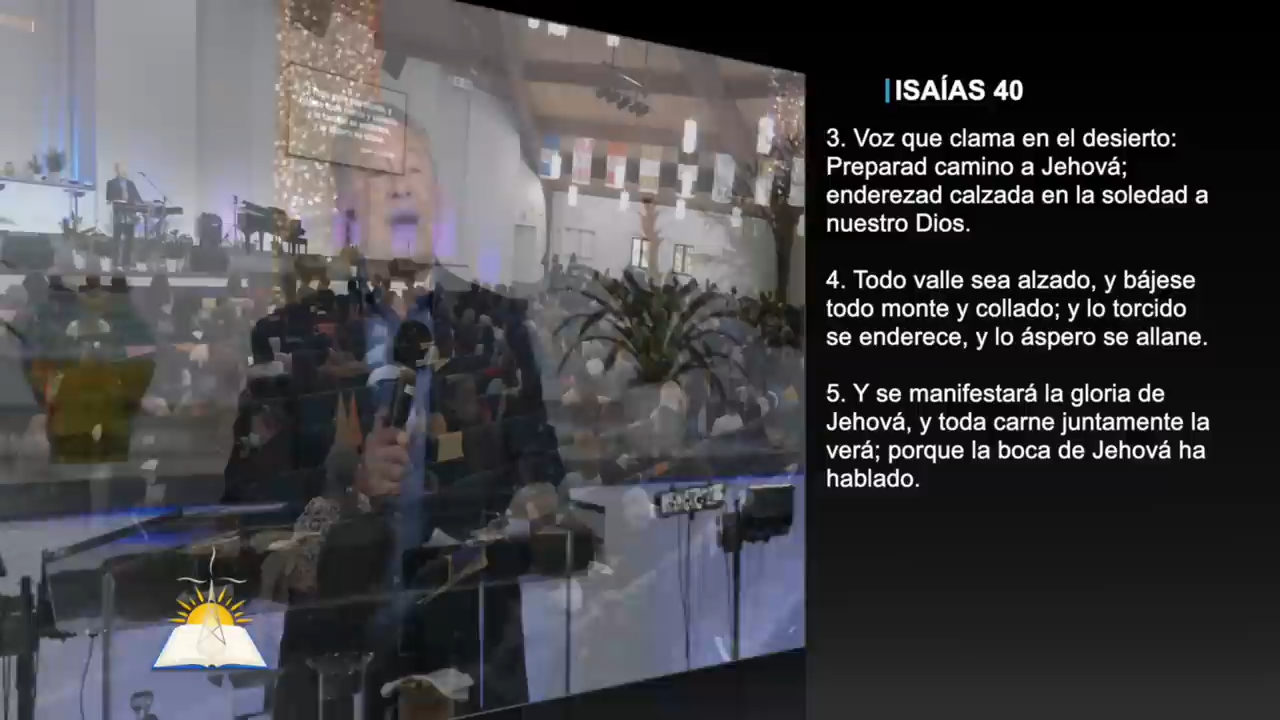 ISAÍAS 40
3. Voz que clama en el desierto:
Preparad camino a Jehová;
enderezad calzada en la soledad a
nuestro Dios.
4. Todo valle sea alzado, y bájese
todo monte y collado; y lo torcido
se enderece, y lo áspero se allane.
5. Y se manifestará la gloria de
Jehová, y toda carne juntamente la
verá; porque la boca de Jehová ha
hablado.